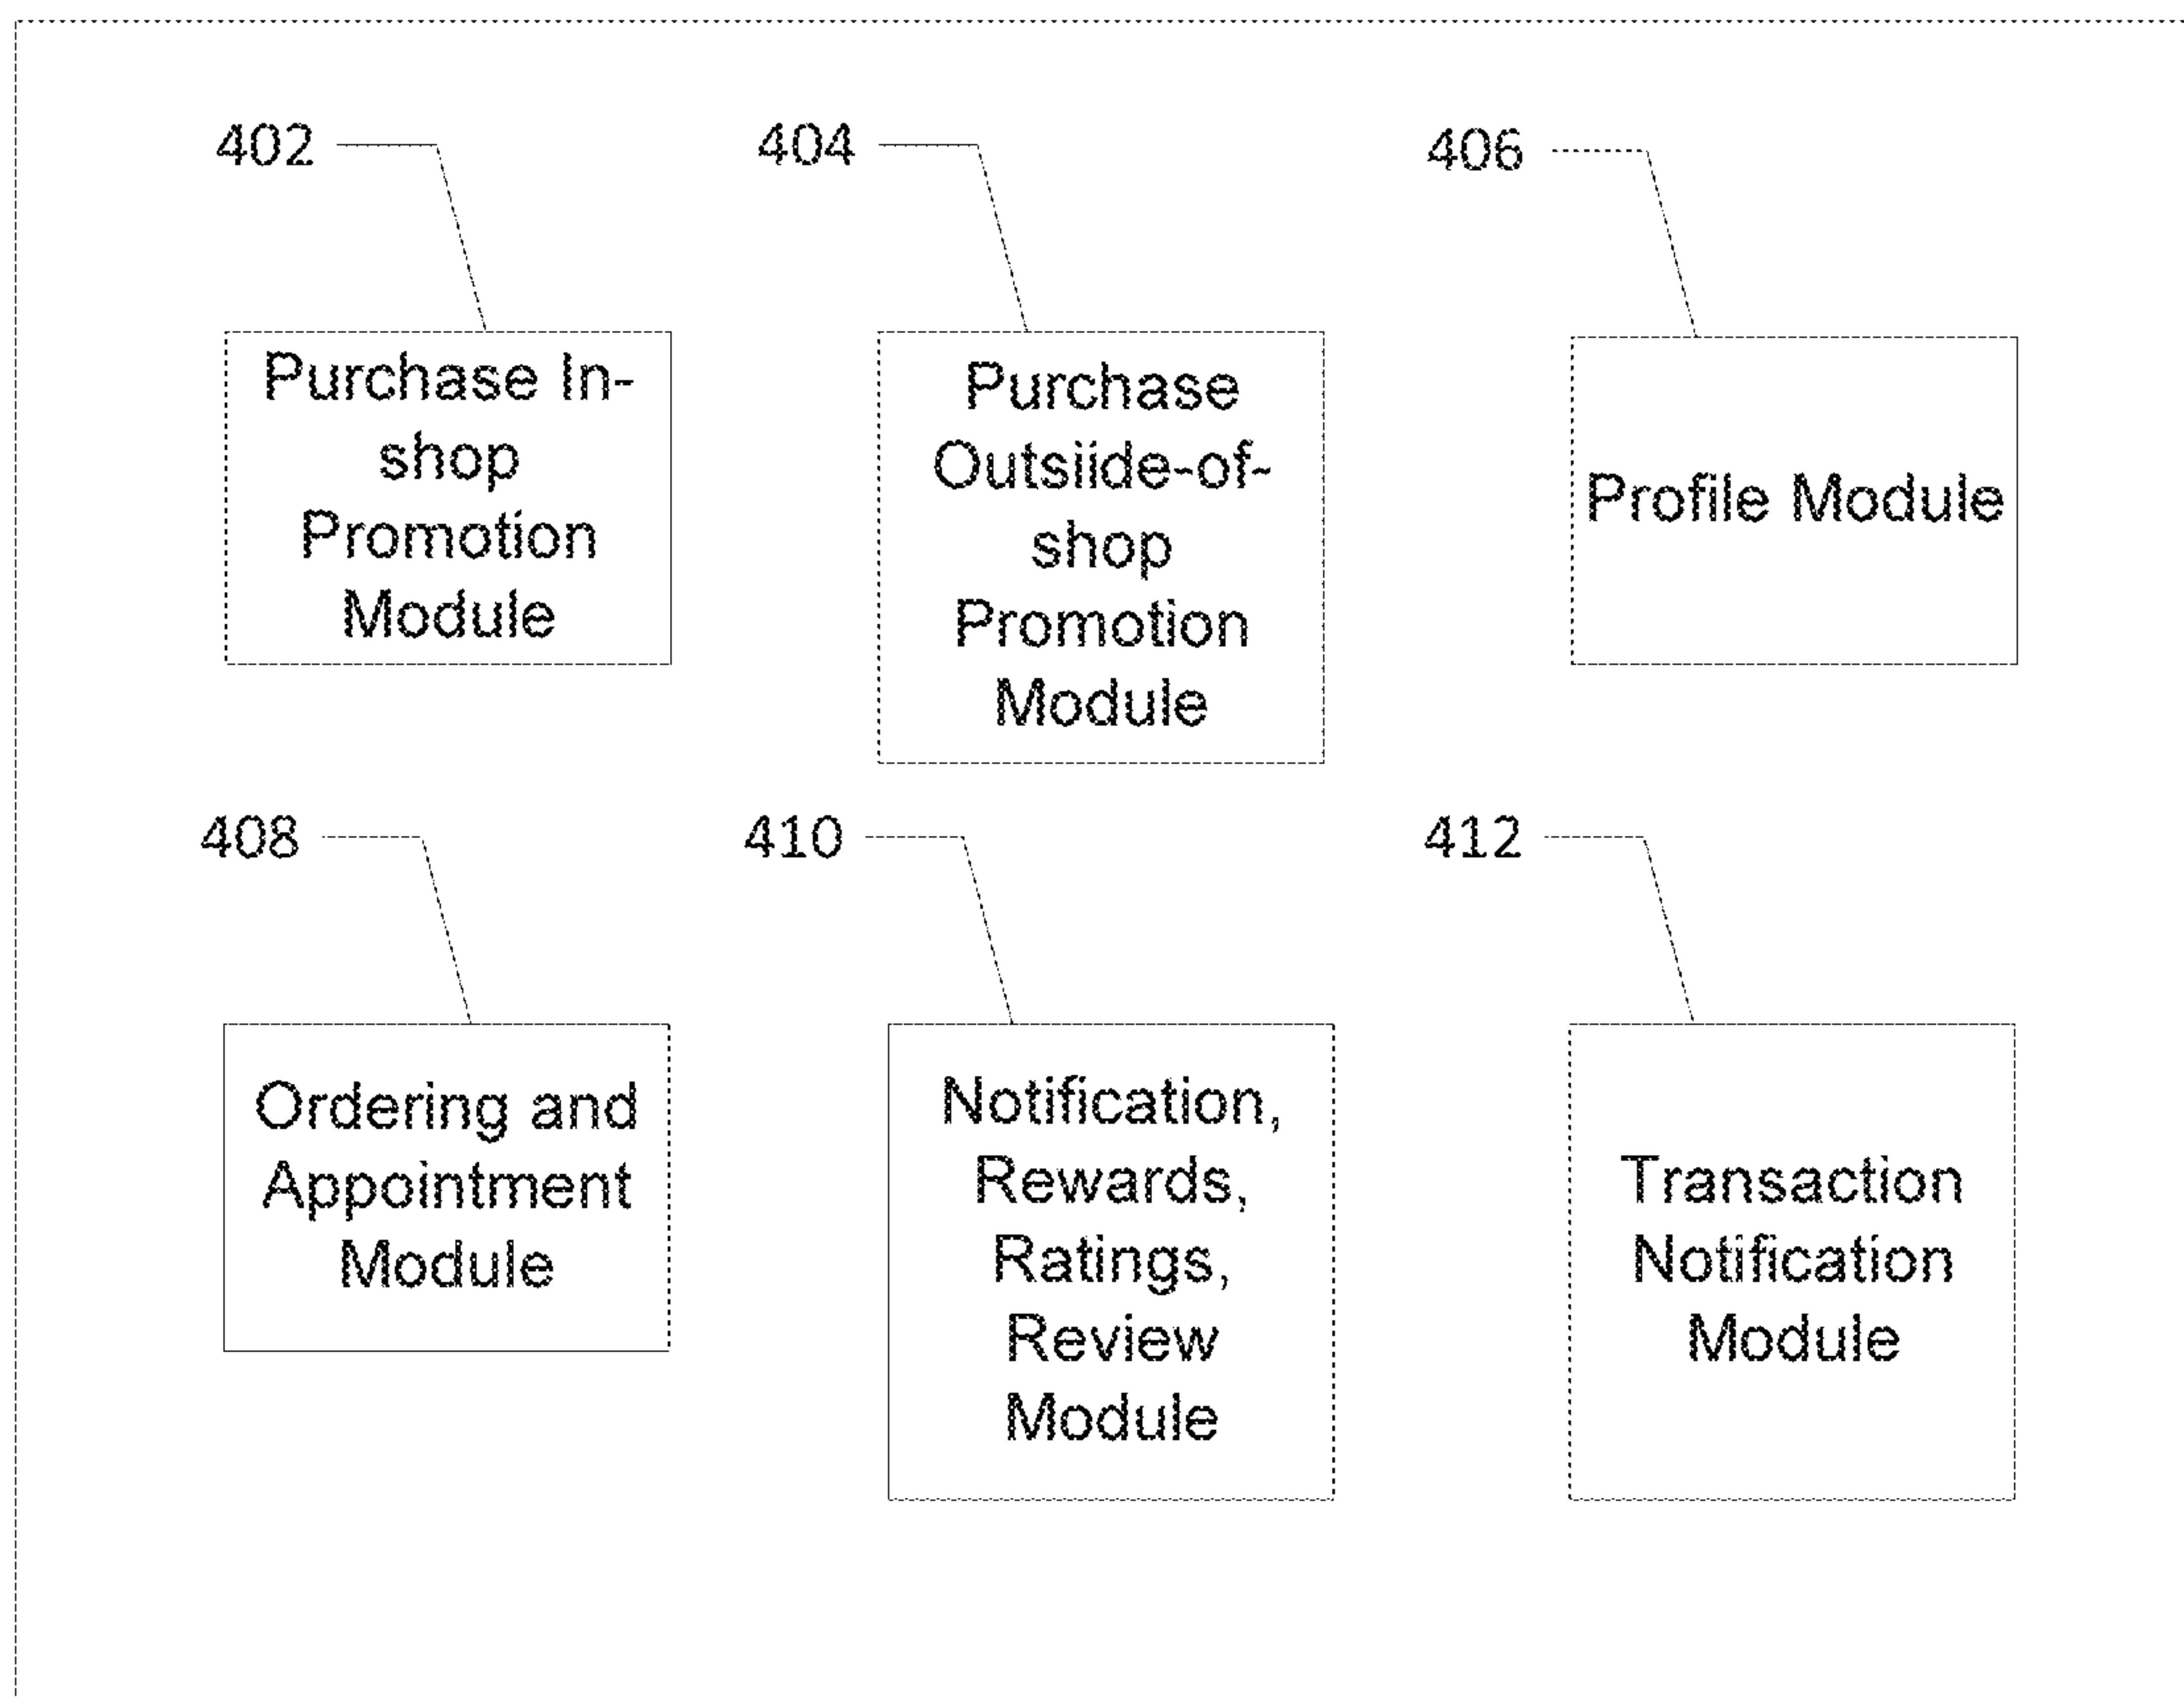 402
Purchase In-
shop
Promotion
Module
404
Purchase
Outsiide-of-
shop
Promotion
Module
406
Profile Module
408
Ordering and
Appointment
Module
410
Notification,
Rewards,
Ratings,
Review
Module
412
Transaction
Notification
Module